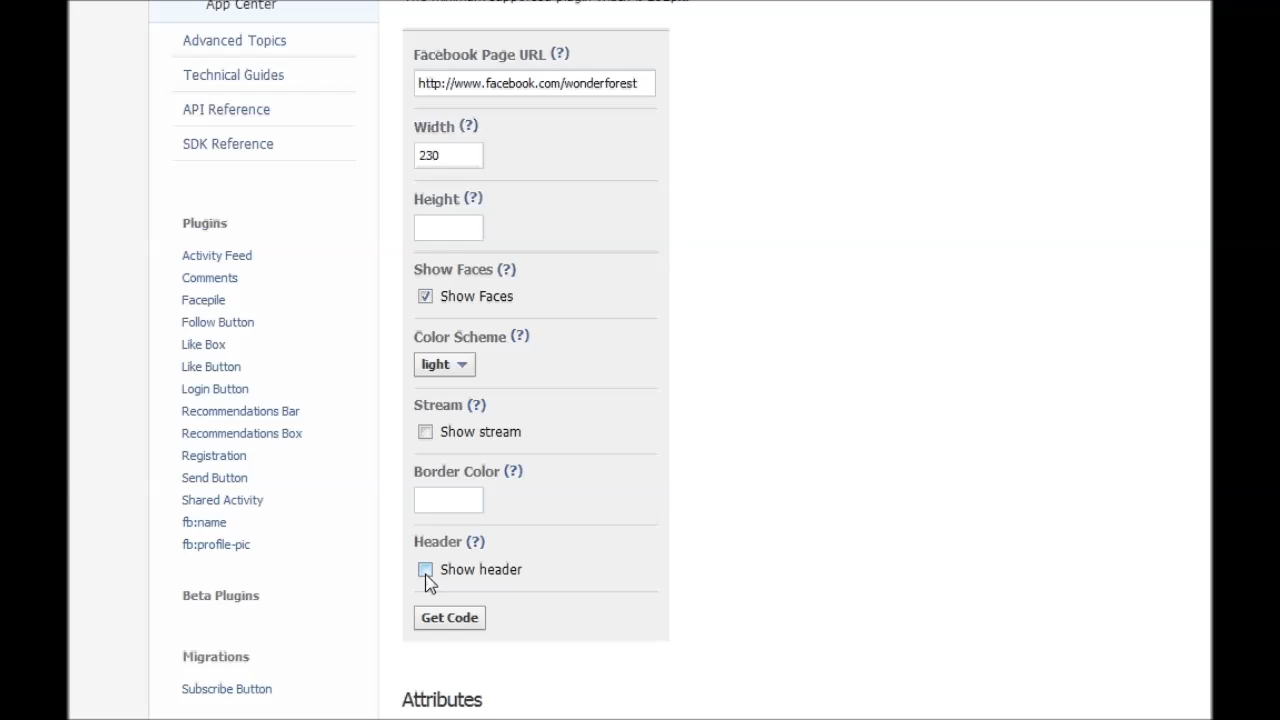 App Center
Advanced Topics
Technical Guides
API Reference
SDK Reference
Plugins
Activity Feed
Comments
Facepile
Follow Button
Like Box
Like Button
Login Button
Recommendations Bar
Recommendations Box
Registration
Send Button
Shared Activity
fb:name
fb:profile-pic
Beta Plugins
Migrations
Subscribe Button
Facebook Page URL (?)
http://www.facebook.com/wonderforest
Width (?)
230
Height (?)
Show Faces (?)
Show Faces
Color Scheme (?)
light
Stream (?)
Show stream
Border Color (?)
Header (?)
Show header
Get Code
Attributes